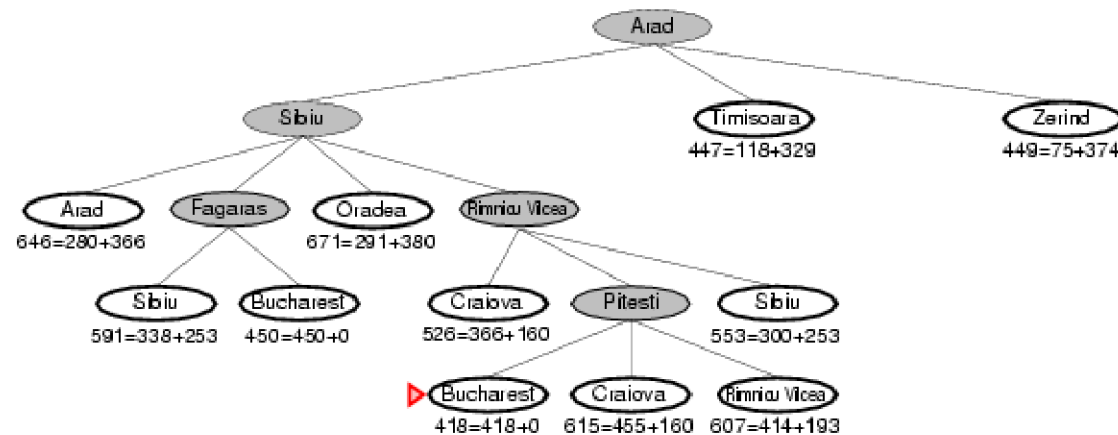 Arad
Sibiu
Timisoara
Zerind
447=118+329
449=75+374
Arad
Fagaras
Oradea
Rimnicu Vilcea
646=280+366
671=291+380
Sibiu
Bucharest
Craiova
Pitesti
Sibiu
591=338+253
450=450+0
526=366+160
553=300+253
Bucharest
Craiova
Rimnicu Vilcea
418=418+0
615=455+160
607=414+193